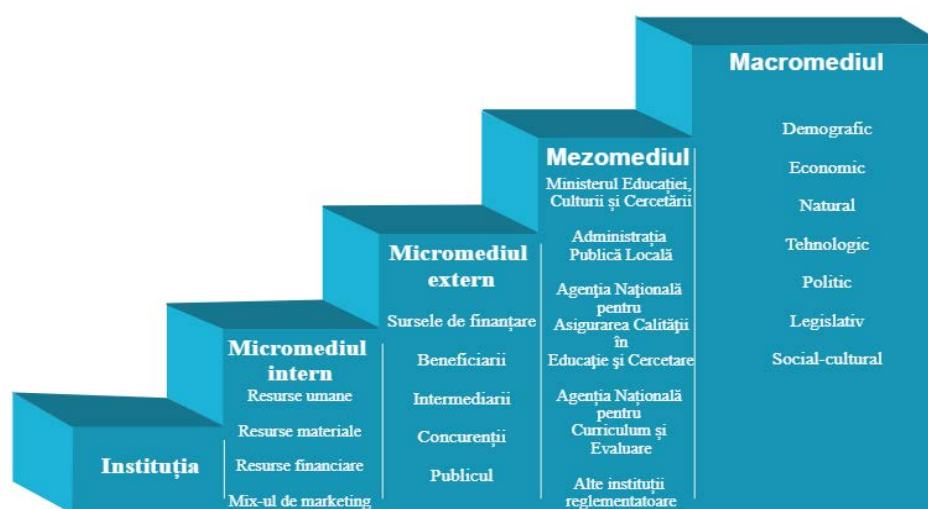 Instituția
Micromediul
intern
Resurse umane
Resurse materiale
Resurse financiare
Mix-ul de marketing
Micromediul
extern
Sursele de finanțare
Beneficiarii
Intermediarii
Concurenții
Publicul
Mezomediul
Ministerul Educației,
Culturii și Cercetării
Administrația
Publică Locală
Agenția Națională
pentru
Asigurarea Calității
în
Educație și Cercetare
Agenția Națională
pentru
Curriculum și
Evaluare
Alte instituții
reglementatoare
Macromediul
Demografic
Economic
Natural
Tehnologic
Politic
Legislativ
Social-cultural